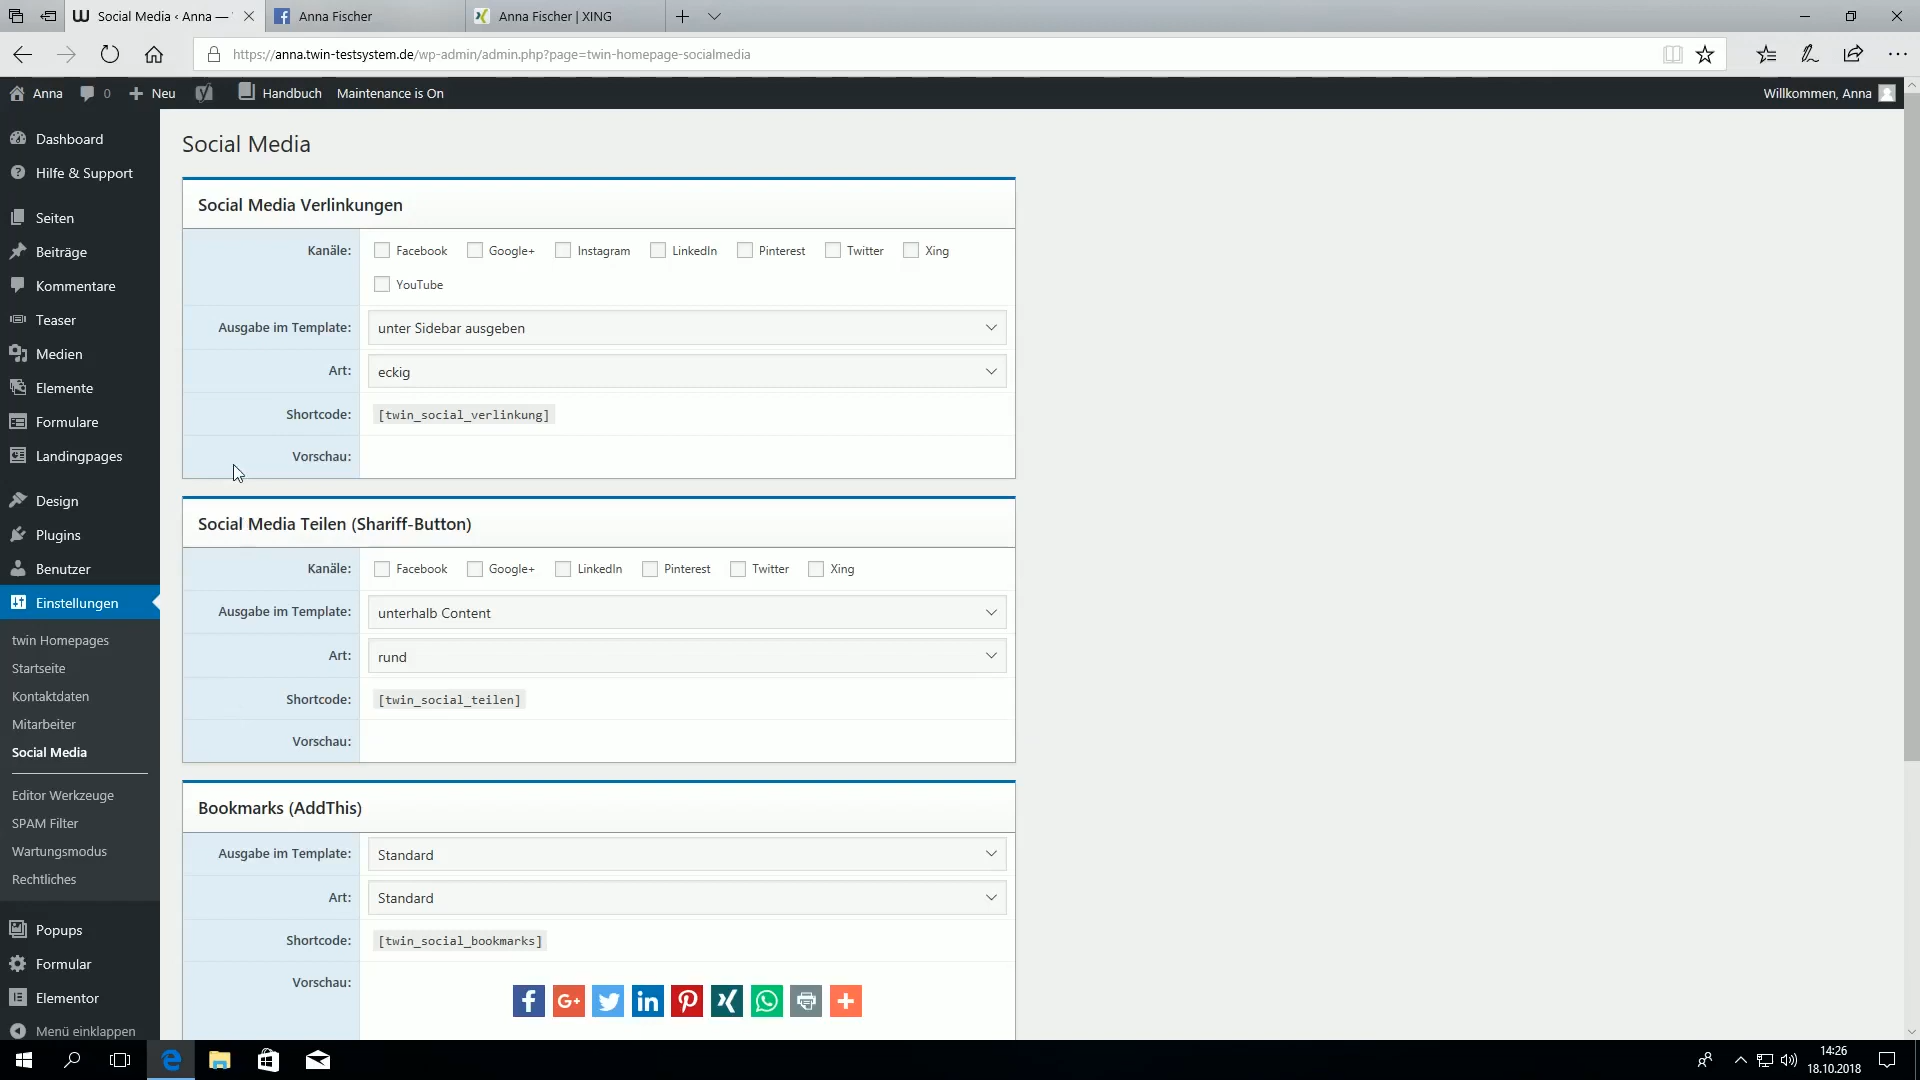 Social Media ‹ Anna —
Anna Fischer
Anna Fischer | XING
https://anna.twin-testsystem.de/wp-admin/admin.php?page=twin-homepage-socialmedia
Anna
0
Neu
Handbuch
Maintenance is On
Willkommen, Anna
Dashboard
Hilfe & Support
Seiten
Beiträge
Kommentare
Teaser
Medien
Elemente
Formulare
Landingpages
Design
Plugins
Benutzer
Einstellungen
twin Homepages
Startseite
Kontaktdaten
Mitarbeiter
Social Media
Editor Werkzeuge
SPAM Filter
Wartungsmodus
Rechtliches
Popups
Formular
Elementor
Menü einklappen
Social Media
Social Media Verlinkungen
Kanäle: Facebook Google+ Instagram LinkedIn Pinterest Twitter Xing
YouTube
Ausgabe im Template: unter Sidebar ausgeben
Art: eckig
Shortcode: [twin_social_verlinkung]
Vorschau:
Social Media Teilen (Shariff-Button)
Kanäle: Facebook Google+ LinkedIn Pinterest Twitter Xing
Ausgabe im Template: unterhalb Content
Art: rund
Shortcode: [twin_social_teilen]
Vorschau:
Bookmarks (AddThis)
Ausgabe im Template: Standard
Art: Standard
Shortcode: [twin_social_bookmarks]
Vorschau:
14:26
18.10.2018